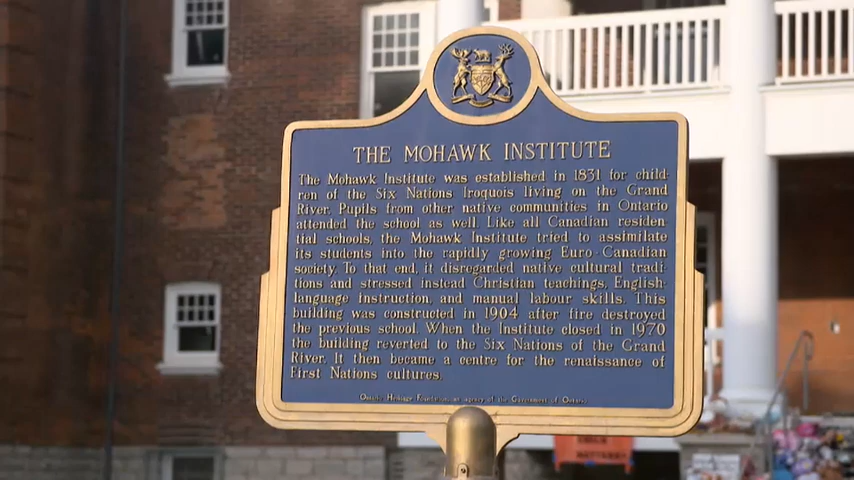 THE MOHAWK INSTITUTE
The Mohawk Institute was established in 1831 for child-
ren of the Six Nations Iroquois living on the Grand
River. Pupils from other native communities in Ontario
attended the school as well. Like all Canadian residen
tial schools, the Mohawk Institute tried to assimilate
its students into the rapidly growing Euro-Canadian
society. To that end, it disregarded native cultural tradi-
tions and stressed instead Christian teachings, English-
language instruction, and manual labour skills. This
building was constructed in 1904 after fire destroyed
the previous school. When the Institute closed in 1970
the building reverted to the Six Nations of the Grand
River. It then became a centre for the renaissance of
First Nations cultures.
Ontario Heritage Foundation, an agency of the Government of Ontario
MATTERS